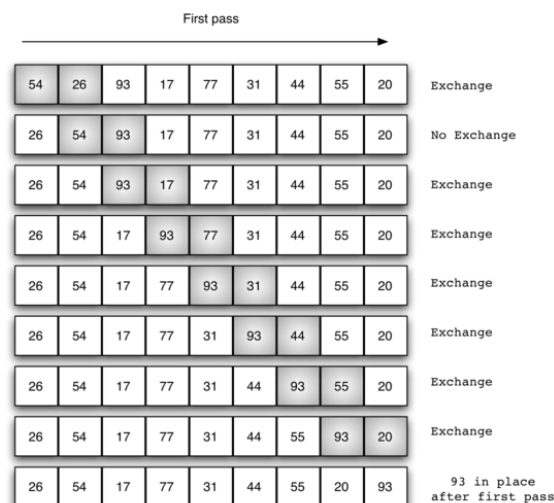 First pass
54 26 93 17 77 31 44 55 20 Exchange
26 54 93 17 77 31 44 55 20 No Exchange
26 54 93 17 77 31 44 55 20 Exchange
26 54 17 93 77 31 44 55 20 Exchange
26 54 17 77 93 31 44 55 20 Exchange
26 54 17 77 31 93 44 55 20 Exchange
26 54 17 77 31 44 93 55 20 Exchange
26 54 17 77 31 44 55 93 20 Exchange
26 54 17 77 31 44 55 20 93 93 in place
after first pass